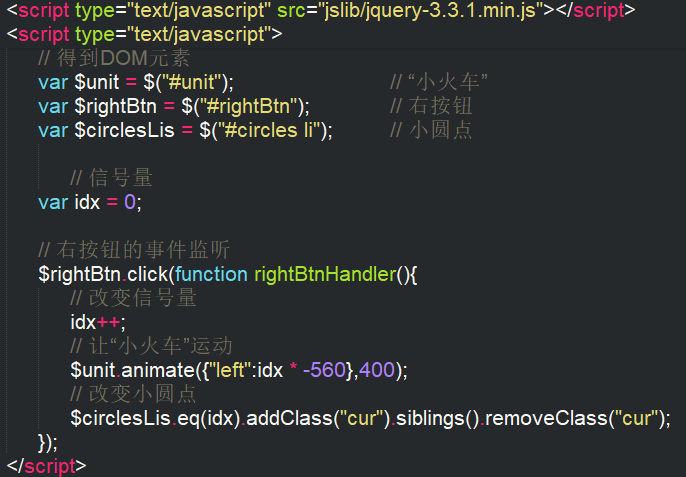 <script type="text/javascript" src="jslib/jquery-3.3.1.min.js"></script>
<script type="text/javascript">
// 得到DOM元素
var $unit = $("#unit"); // “小火车”
var $rightBtn = $("#rightBtn"); // 右按钮
var $circlesLis = $("#circles li"); // 小圆点
// 信号量
var idx = 0;
// 右按钮的事件监听
$rightBtn.click(function rightBtnHandler(){
// 改变信号量
idx++;
// 让“小火车”运动
$unit.animate({"left":idx * -560},400);
// 改变小圆点
$circlesLis.eq(idx).addClass("cur").siblings().removeClass("cur");
});
</script>